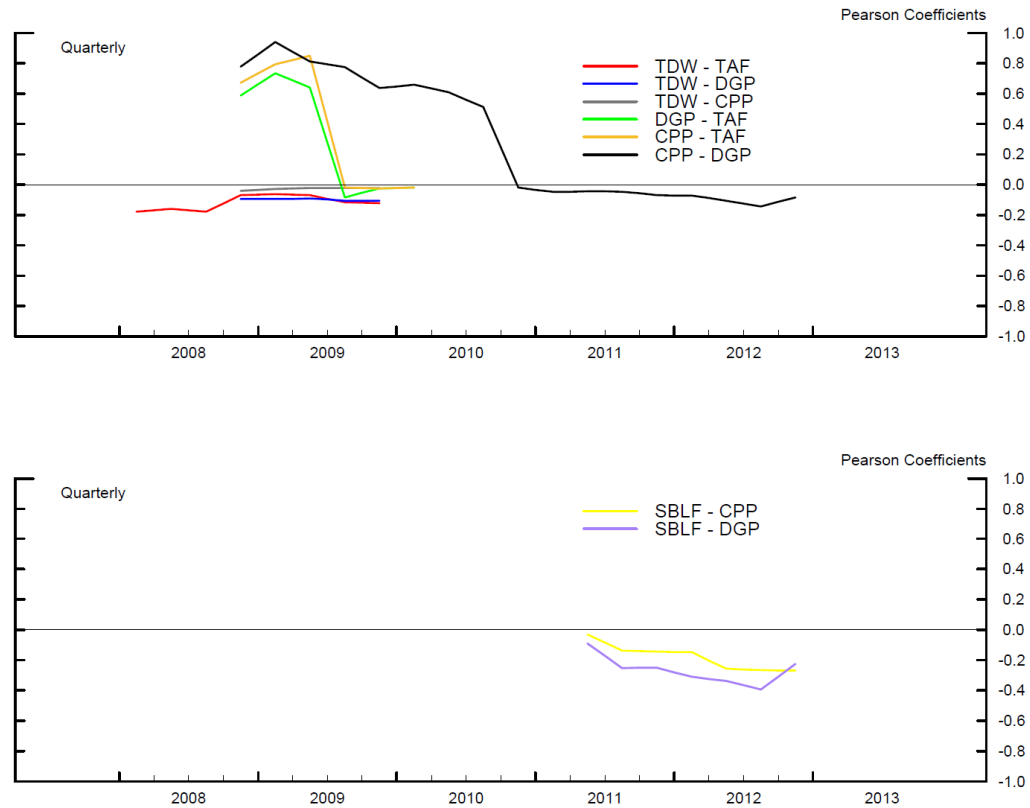 Pearson Coefficients
Quarterly
1.0
0.8
0.6
0.4
0.2
0.0
-0.2
-0.4
-0.6
-0.8
-1.0
TDW - TAF
TDW - DGP
TDW - CPP
DGP - TAF
CPP - TAF
CPP - DGP
2008 2009 2010 2011 2012 2013
Pearson Coefficients
Quarterly
1.0
0.8
0.6
0.4
0.2
0.0
-0.2
-0.4
-0.6
-0.8
-1.0
SBLF - CPP
SBLF - DGP
2008 2009 2010 2011 2012 2013